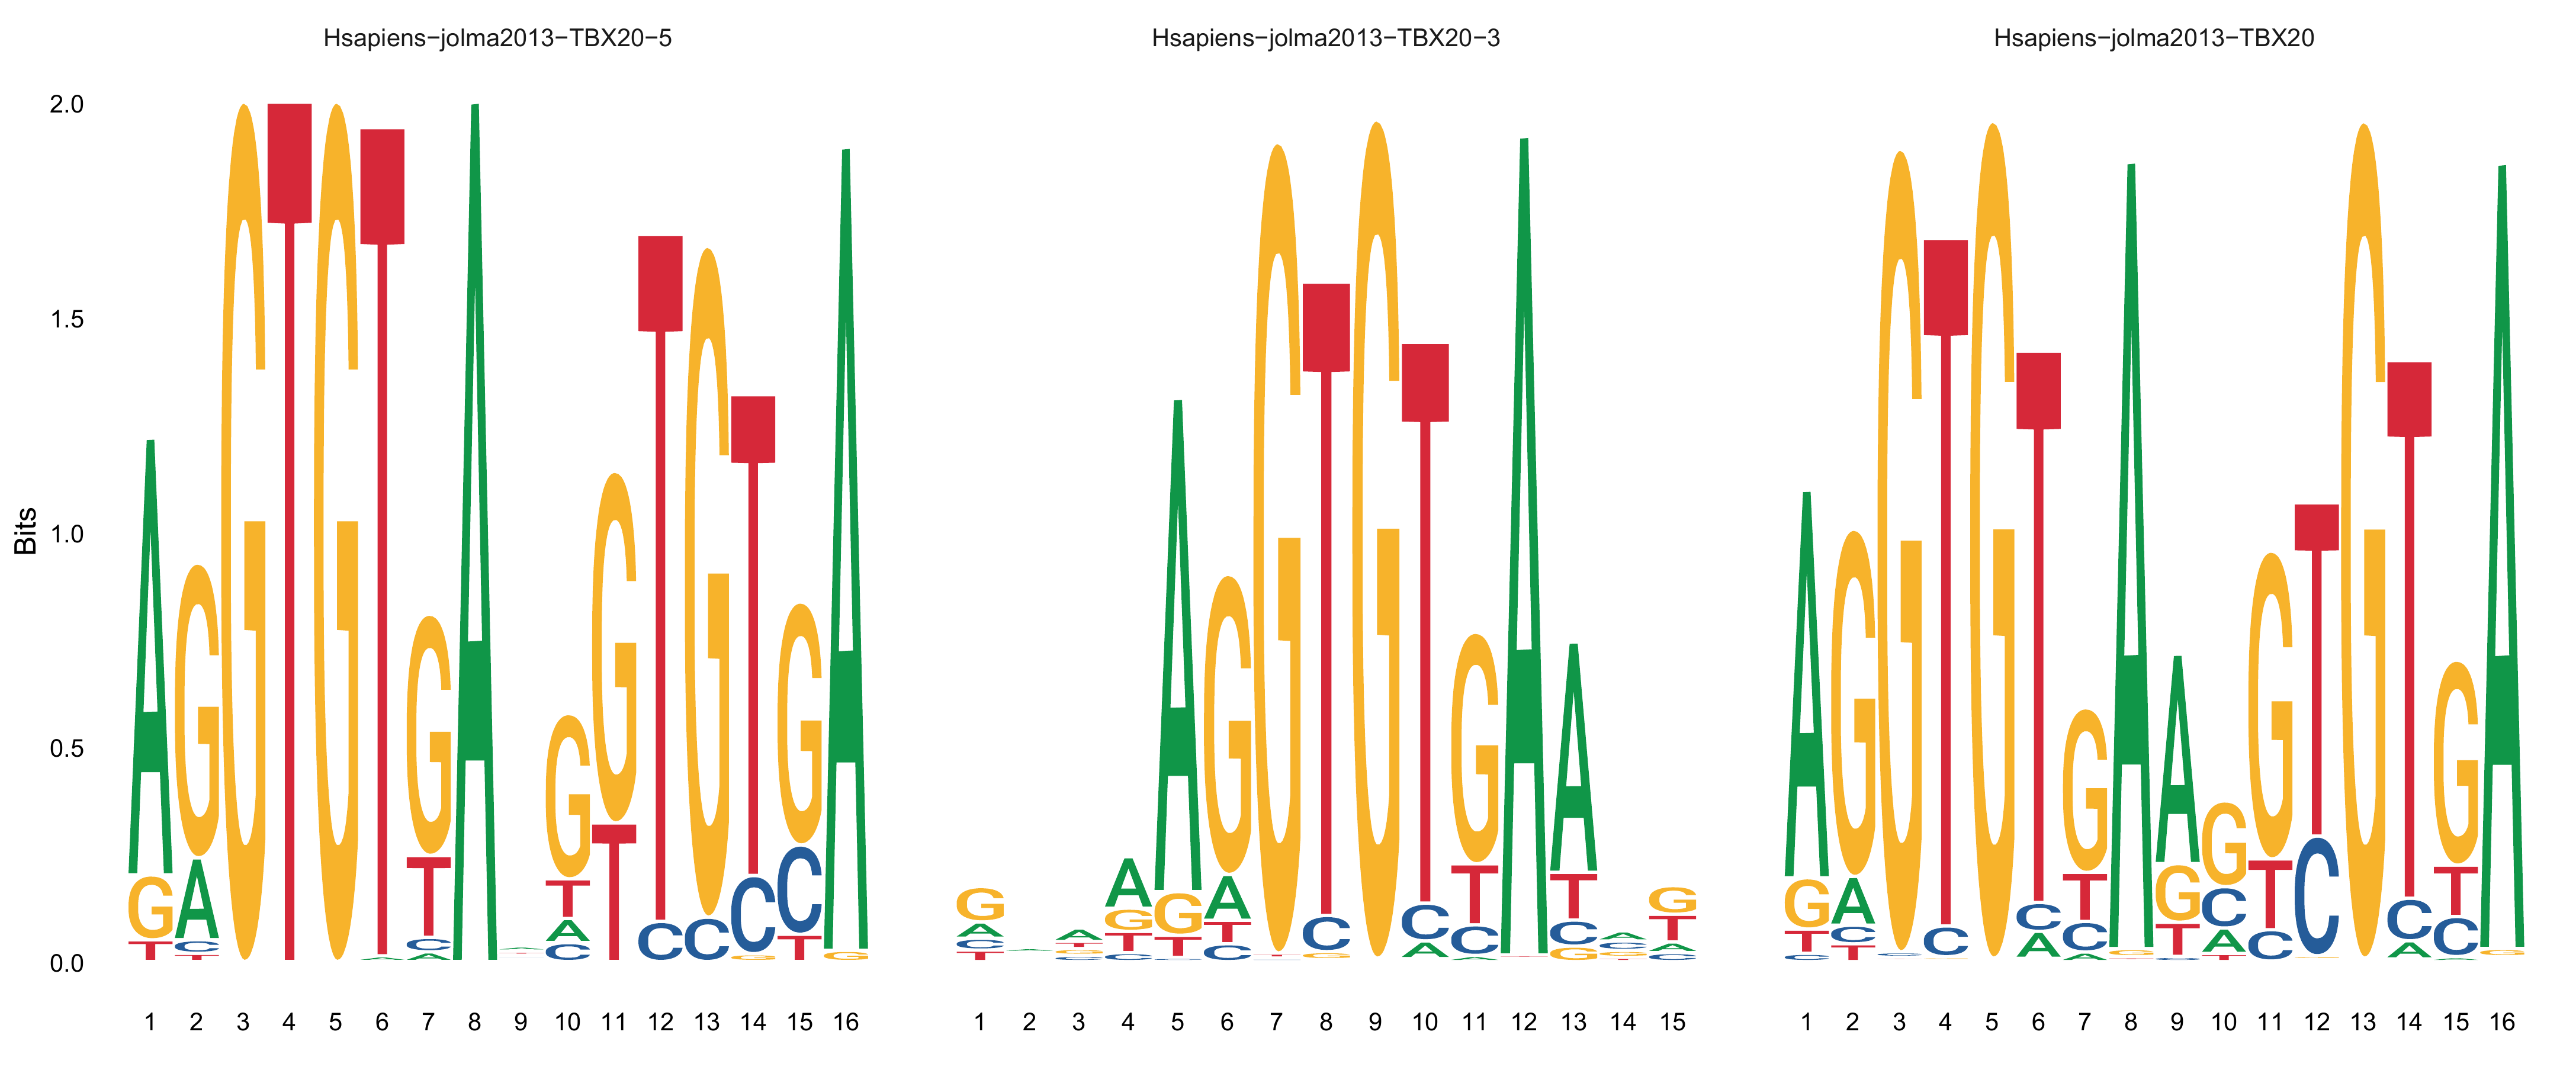 Hsapiens−jolma2013−TBX20−5 Hsapiens−jolma2013−TBX20−3 Hsapiens−jolma2013−TBX20
2.0
1.5
1.0
0.5
0.0
Bits
1 2 3 4 5 6 7 8 9 10 11 12 13 14 15 16 1 2 3 4 5 6 7 8 9 10 11 12 13 14 15 1 2 3 4 5 6 7 8 9 10 11 12 13 14 15 16